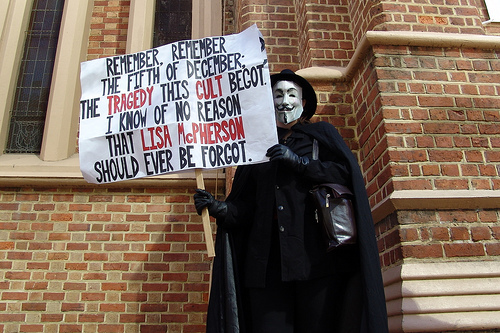 REMEMBER, REMEMBER
THE FIFTH OF DECEMBER:
THE TRAGEDY THIS CULT BEGOT.
I KNOW OF NO REASON
THAT LISA McPHERSON
SHOULD EVER BE FORGOT.